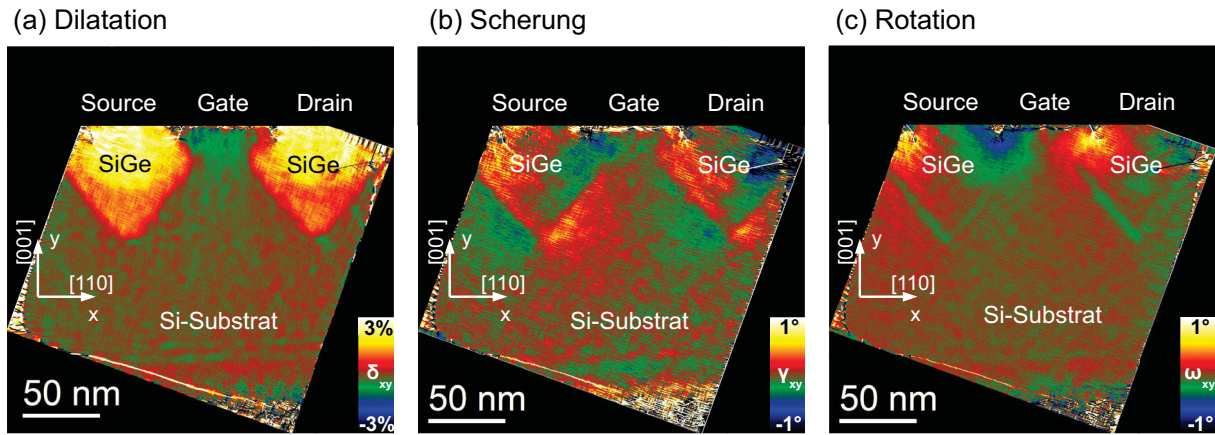 (a) Dilatation
Source Gate Drain
SiGe SiGe
[001]
y
[110]
x
Si-Substrat
3%
δxy
-3%
50 nm
(b) Scherung
Source Gate Drain
SiGe SiGe
[001]
y
[110]
x
Si-Substrat
1°
γxy
-1°
50 nm
(c) Rotation
Source Gate Drain
SiGe SiGe
[001]
y
[110]
x
Si-Substrat
1°
ωxy
-1°
50 nm